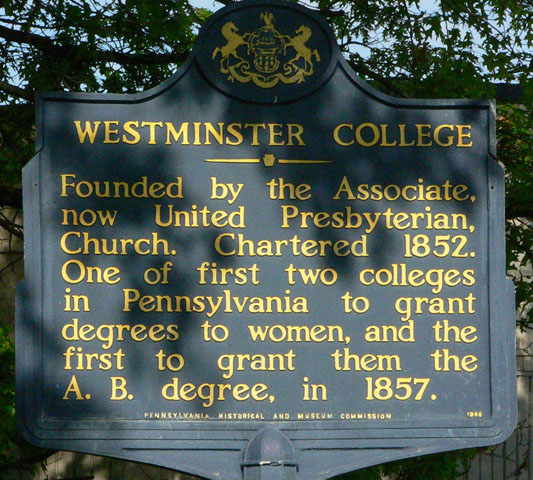 WESTMINSTER COLLEGE
Founded by the Associate,
now United Presbyterian,
Church. Chartered 1852.
One of first two colleges
in Pennsylvania to grant
degrees to women, and the
first to grant them the
A. B. degree, in 1857.
PENNSYLVANIA HISTORICAL AND MUSEUM COMMISSION 1946